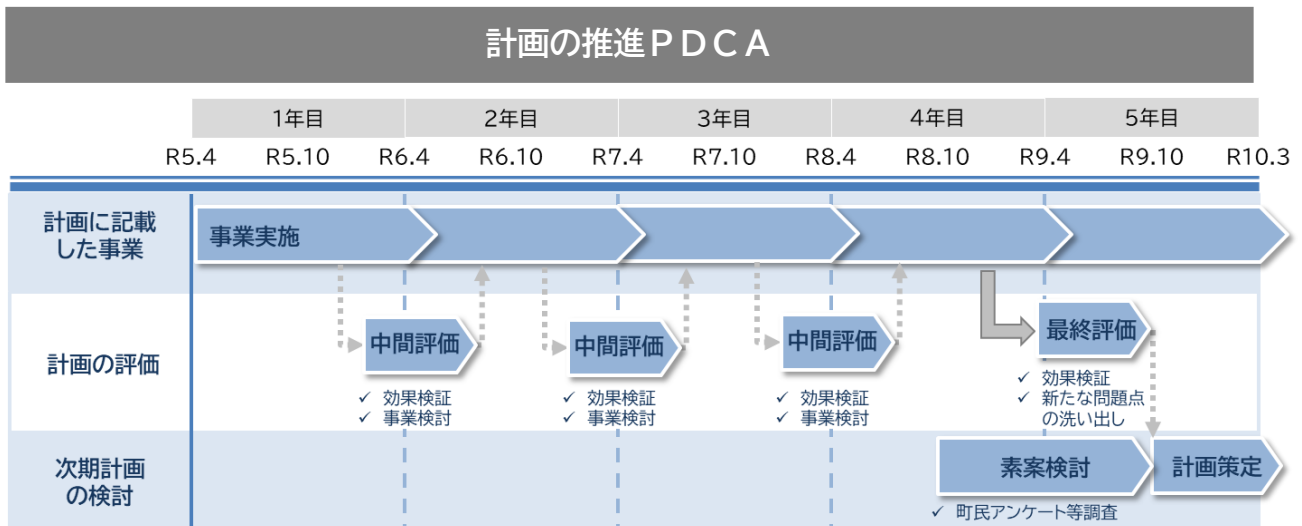 計画の推進ＰＤＣＡ
1年目 2年目 3年目 4年目 5年目
R5.4 R5.10 R6.4 R6.10 R7.4 R7.10 R8.4 R8.10 R9.4 R9.10 R10.3
計画に記載
した事業
事業実施
計画の評価
中間評価
✓ 効果検証
✓ 事業検討
中間評価
✓ 効果検証
✓ 事業検討
中間評価
✓ 効果検証
✓ 事業検討
最終評価
✓ 効果検証
✓ 新たな問題点
の洗い出し
次期計画
の検討
素案検討
✓ 町民アンケート等調査
計画策定